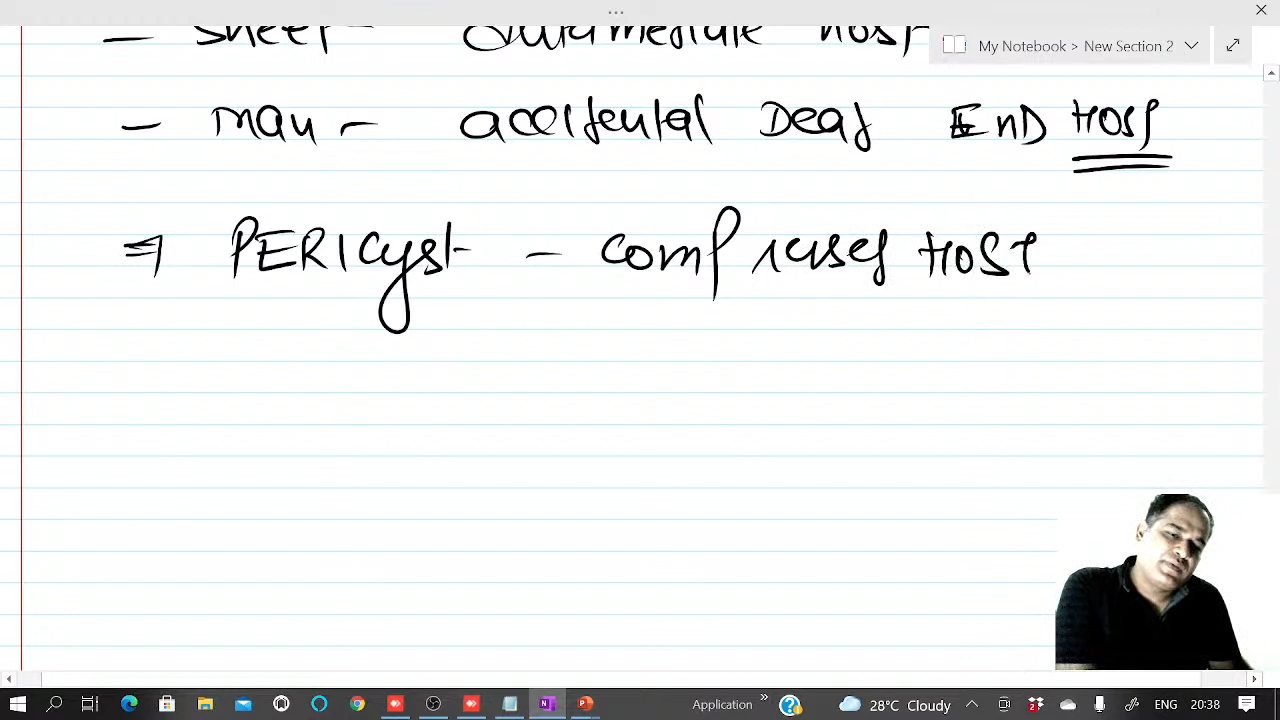 - Sheep - Intermediate host
My Notebook > New Section 2
- man - accidental Dead END HOST
⇒ PERICyst - compresses HOST
Application
28°C Cloudy
ENG
20:38